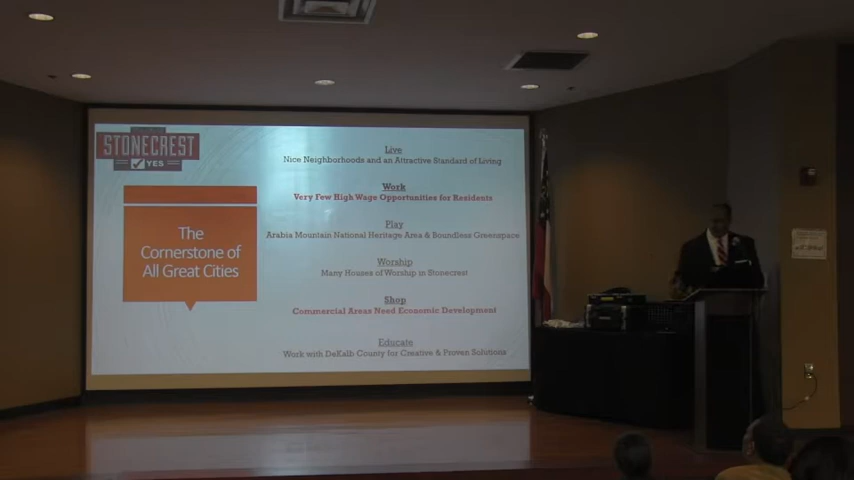 STONECREST
YES
The
Cornerstone of
All Great Cities
Live
Nice Neighborhoods and an Attractive Standard of Living
Work
Very Few High Wage Opportunities for Residents
Play
Arabia Mountain National Heritage Area & Boundless Greenspace
Worship
Many Houses of Worship in Stonecrest
Shop
Commercial Areas Need Economic Development
Educate
Work with DeKalb County for Creative & Proven Solutions